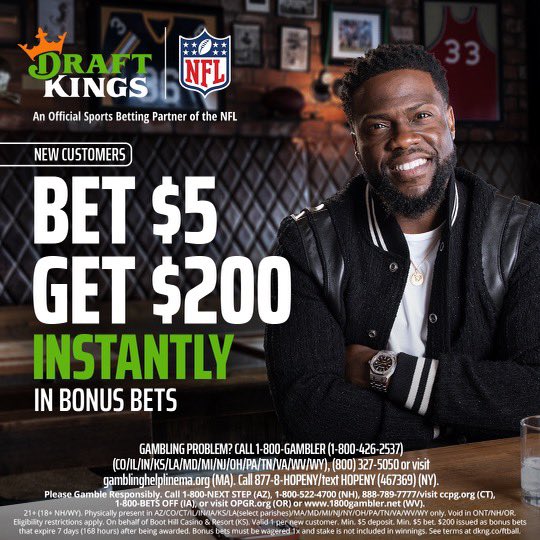 DRAFT
KINGS
NFL
An Official Sports Betting Partner of the NFL
33
36
NEW CUSTOMERS
BET $5
GET $200
INSTANTLY
IN BONUS BETS
GAMBLING PROBLEM? CALL 1-800-GAMBLER (1-800-426-2537)
(CO/IL/IN/KS/LA/MD/MI/NJ/OH/PA/TN/VA/WV/WY), (800) 327-5050 or visit
gamblinghelplinema.org (MA). Call 877-8-HOPENY/text HOPENY (467369) (NY).
Please Gamble Responsibly. Call 1-800-NEXT STEP (AZ), 1-800-522-4700 (NH), 888-789-7777/visit ccpg.org (CT),
1-800-BETS OFF (IA), or visit OPGR.org (OR) or www.1800gambler.net (WV).
21+ (18+ NH/WY). Physically present in AZ/CO/CT/IL/IN/IA/KS/LA(select parishes)/MA/MD/MI/NJ/NY/OH/PA/TN/VA/WV/WY only. Void in ONT/NH/OR.
Eligibility restrictions apply. On behalf of Boot Hill Casino & Resort (KS). Valid 1 per new customer. Min. $5 deposit. Min. $5 bet. $200 issued as bonus bets
that expire 7 days (168 hours) after being awarded. Bonus bets must be wagered 1x and stake is not included in winnings. See terms at dkng.co/ftball.